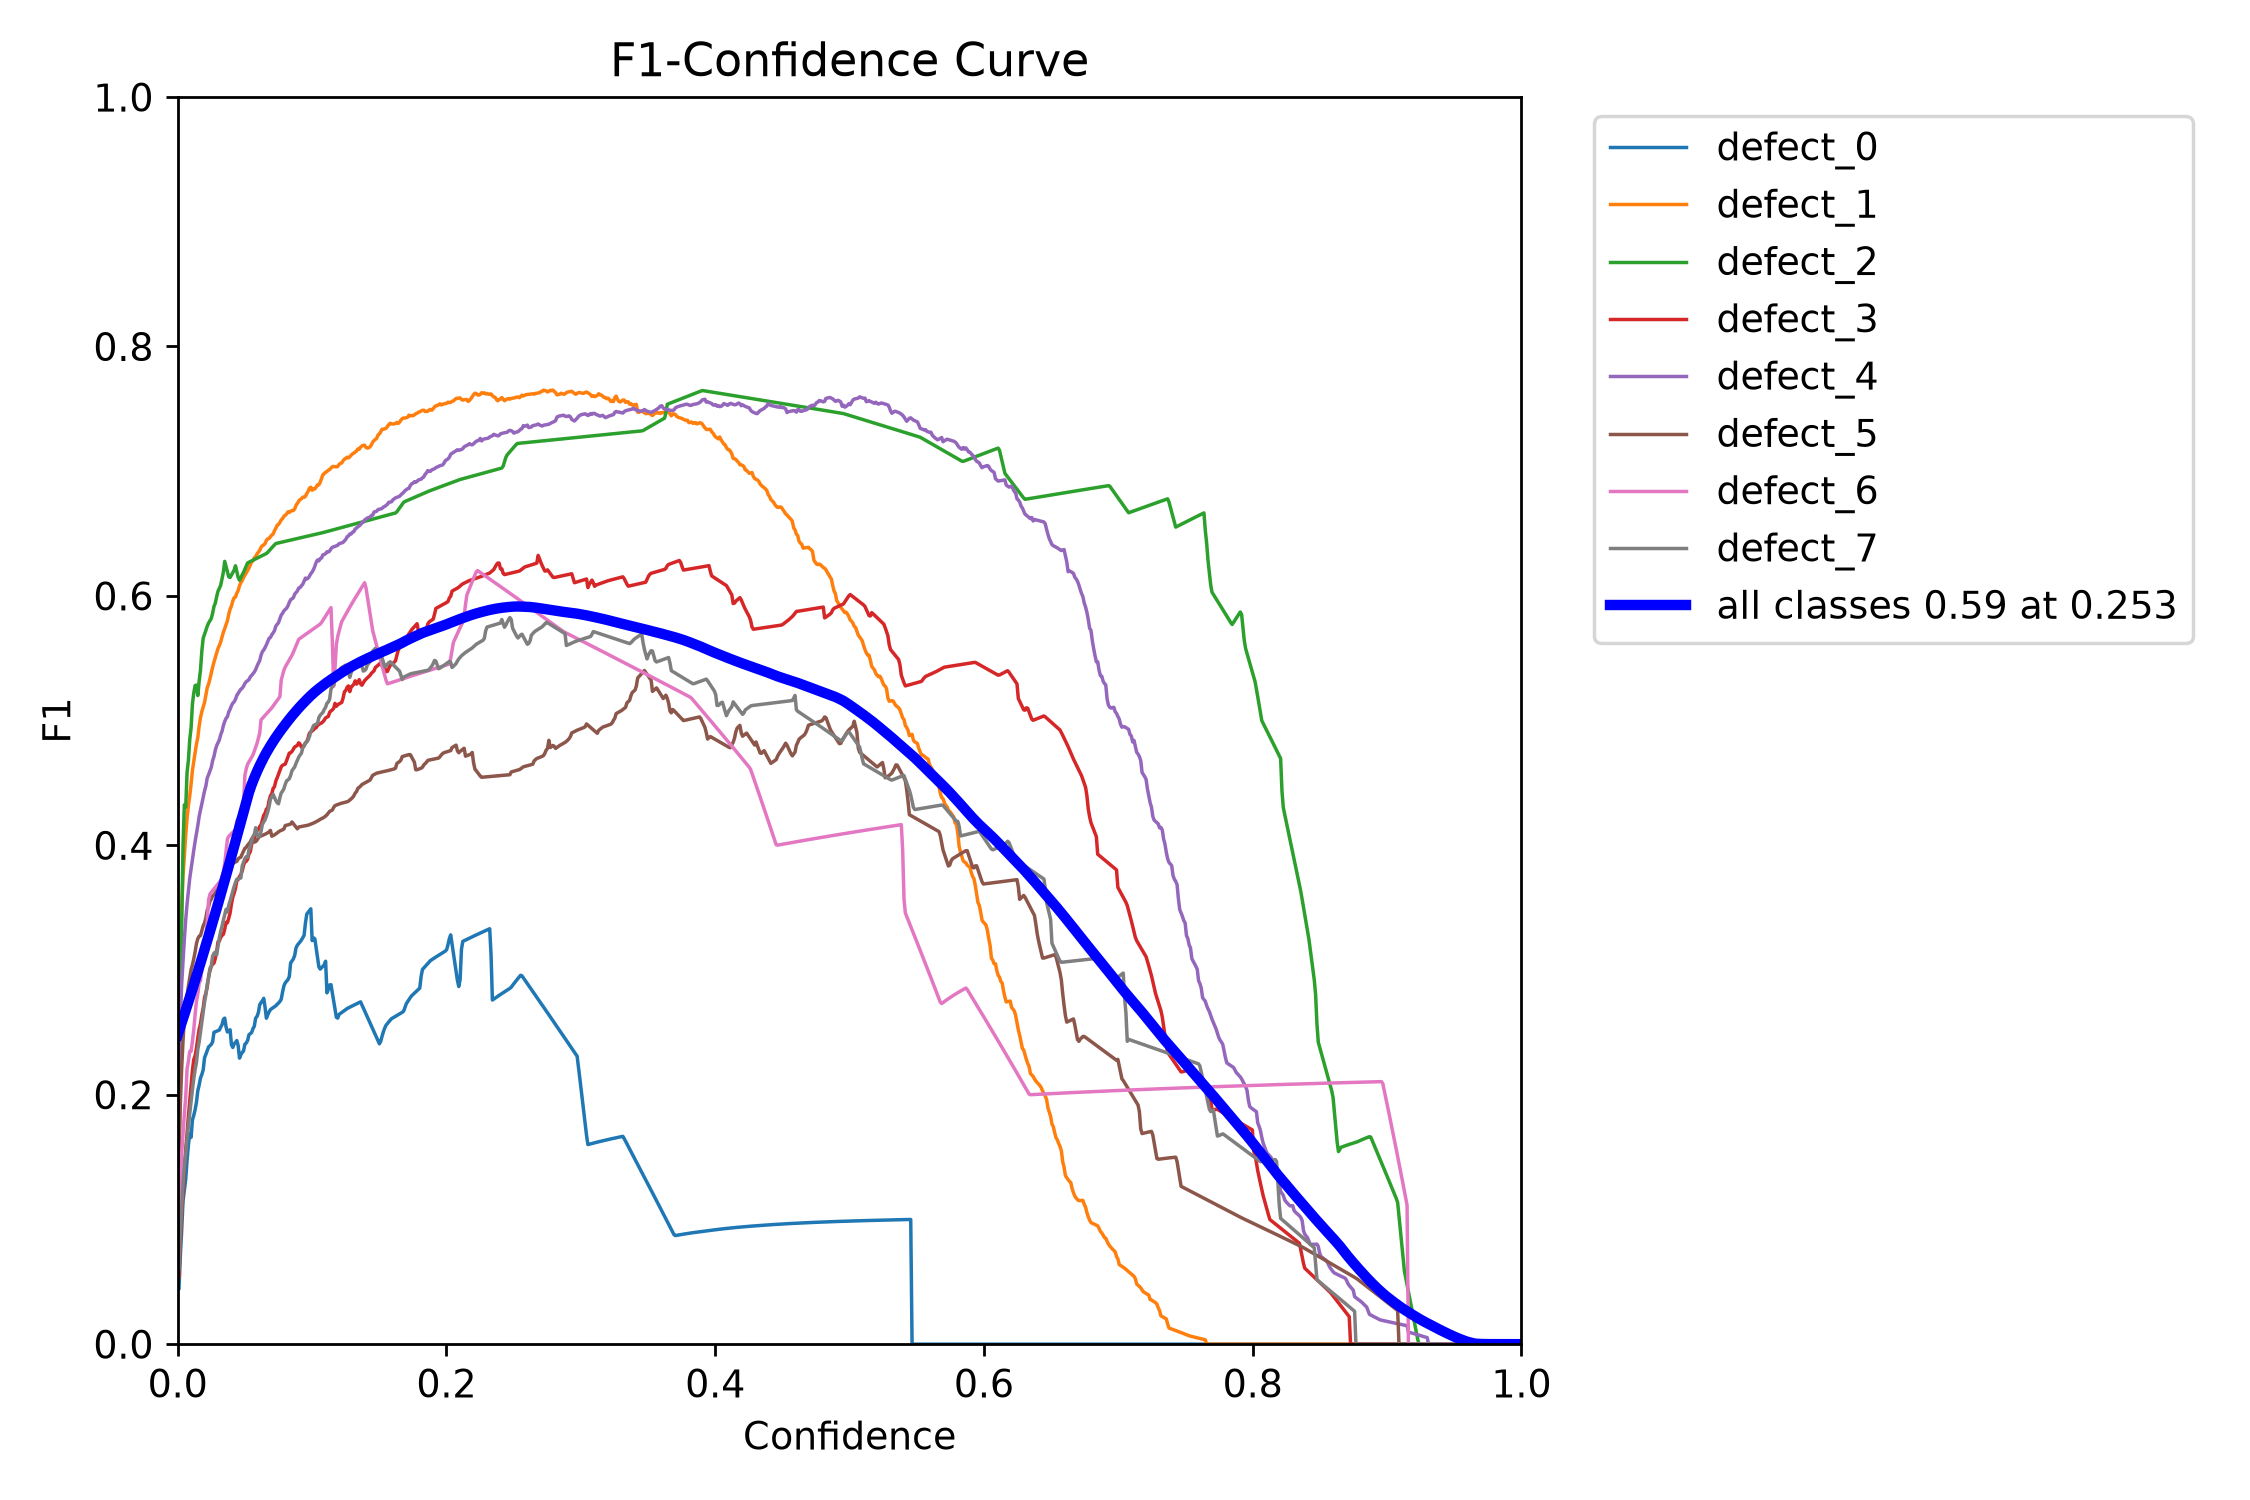 F1-Confidence Curve
1.0
0.8
0.6
0.4
0.2
0.0
F1
0.0 0.2 0.4 0.6 0.8 1.0
Confidence
defect_0
defect_1
defect_2
defect_3
defect_4
defect_5
defect_6
defect_7
all classes 0.59 at 0.253